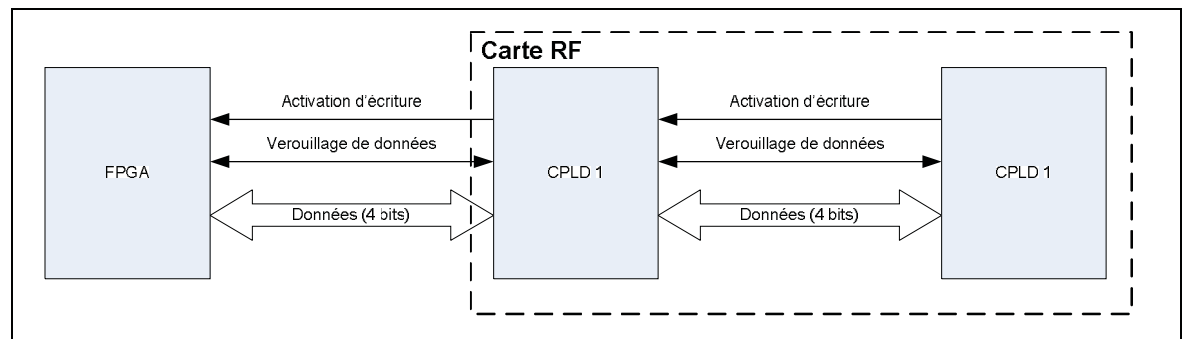 Carte RF
Activation d'écriture
Activation d'écriture
Verouillage de données
Verouillage de données
FPGA
CPLD 1
CPLD 1
Données (4 bits)
Données (4 bits)